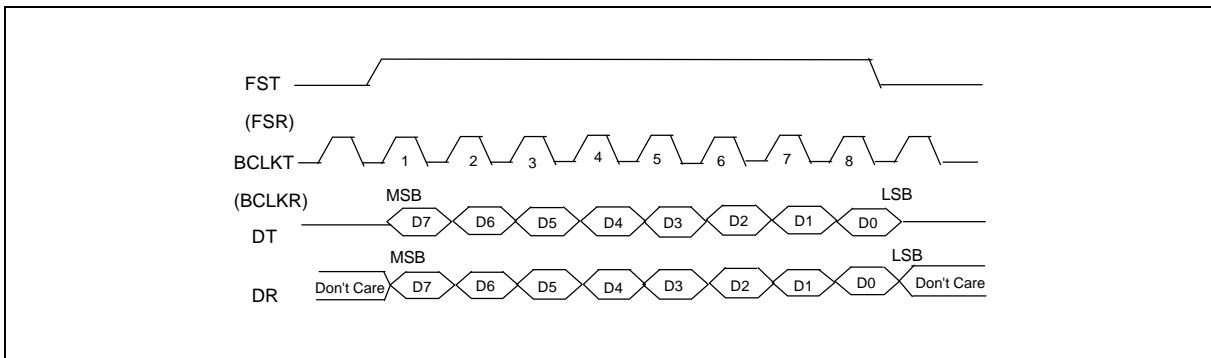 FST
(FSR)
BCLKT 1 2 3 4 5 6 7 8
(BCLKR) MSB LSB
D7 D6 D5 D4 D3 D2 D1 D0
DT
MSB LSB
Don't Care D7 D6 D5 D4 D3 D2 D1 D0 Don't Care
DR